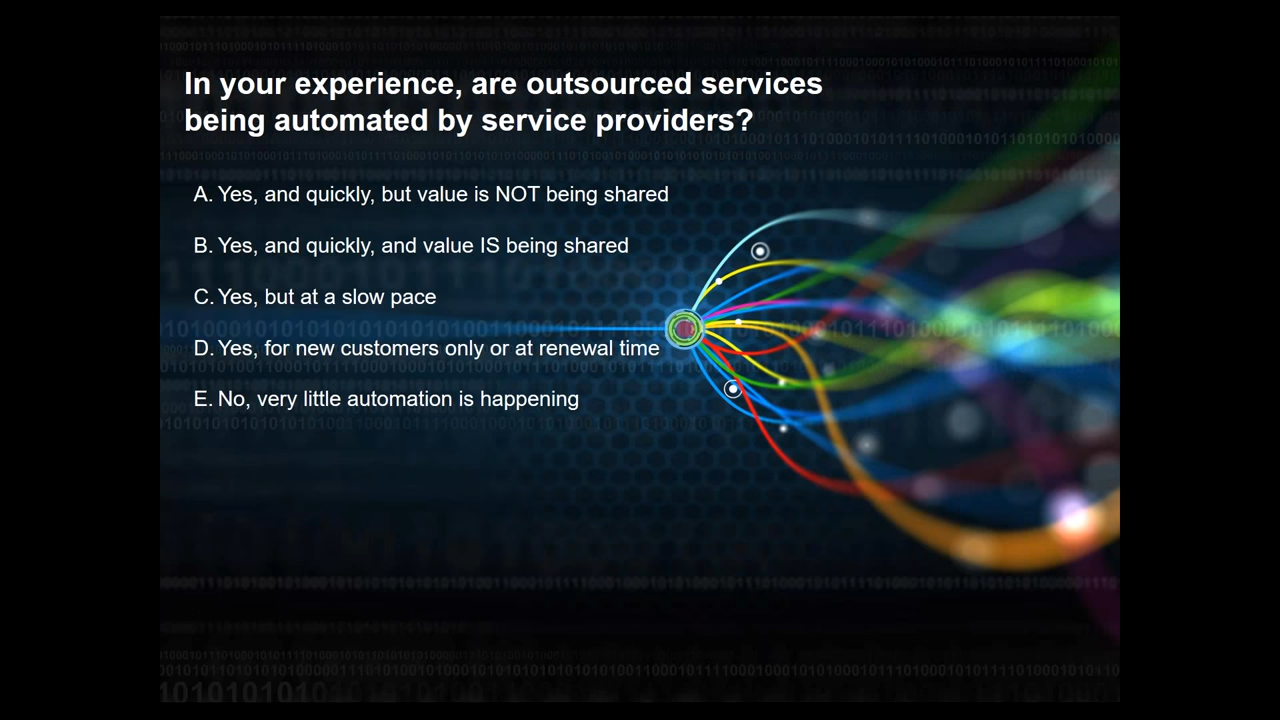 In your experience, are outsourced services
being automated by service providers?
A. Yes, and quickly, but value is NOT being shared
B. Yes, and quickly, and value IS being shared
C. Yes, but at a slow pace
D. Yes, for new customers only or at renewal time
E. No, very little automation is happening